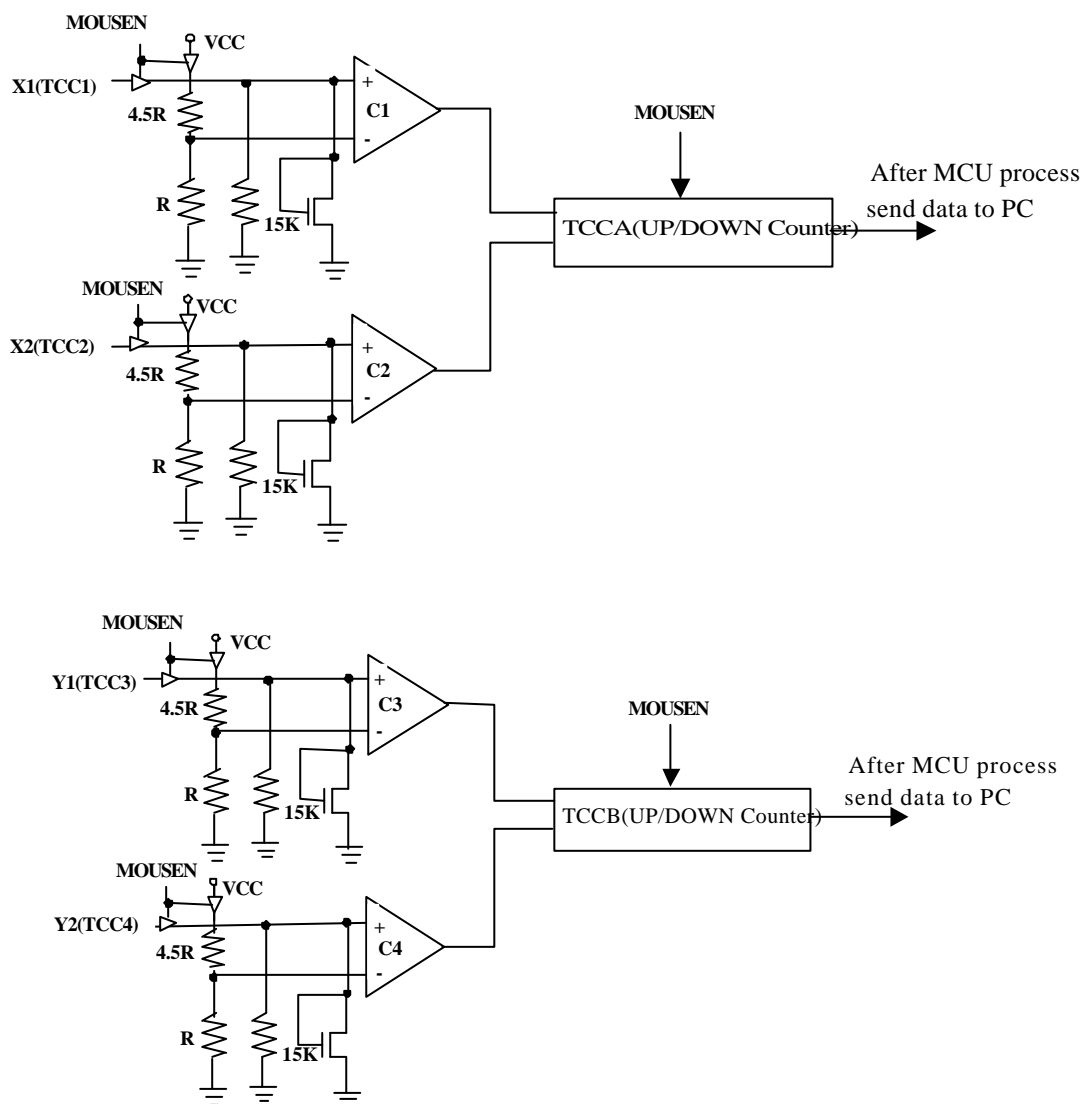 MOUSEN
VCC
X1(TCC1)
4.5R
+
C1
-
R
15K
MOUSEN
TCCA(UP/DOWN Counter)
After MCU process
send data to PC
MOUSEN
VCC
X2(TCC2)
4.5R
+
C2
-
R
15K
MOUSEN
VCC
Y1(TCC3)
4.5R
+
C3
-
R
15K
MOUSEN
TCCB(UP/DOWN Counter)
After MCU process
send data to PC
MOUSEN
VCC
Y2(TCC4)
4.5R
+
C4
-
R
15K